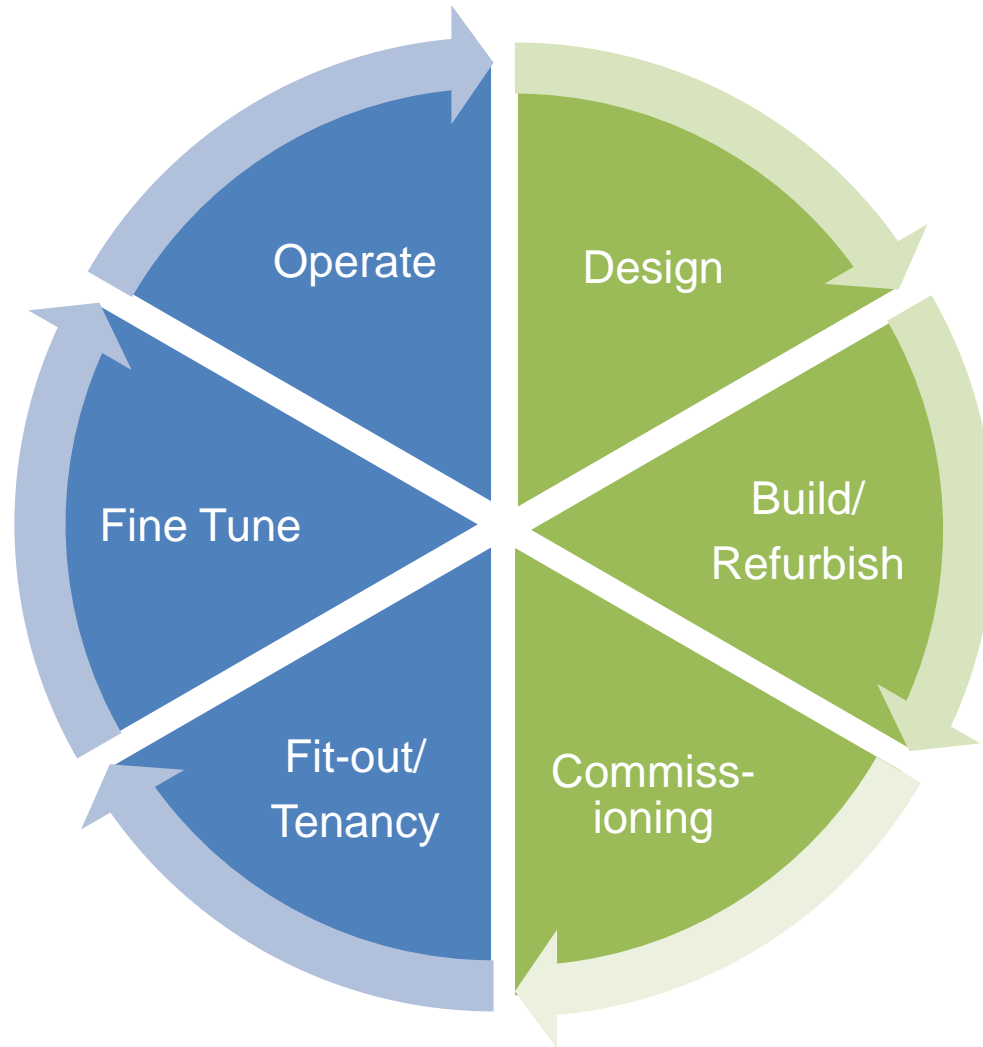 Operate
Design
Build/
Refurbish
Commiss-
ioning
Fit-out/
Tenancy
Fine Tune